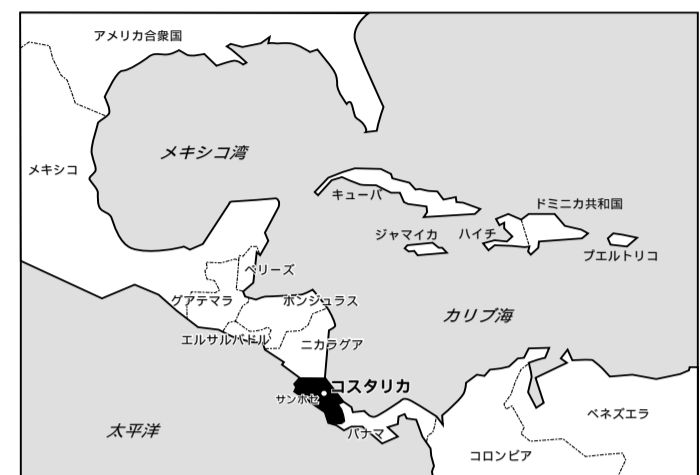 アメリカ合衆国
メキシコ湾
メキシコ
キューバ
ドミニカ共和国
ジャマイカ
ハイチ
プエルトリコ
ベリーズ
グアテマラ
ホンジュラス
カリブ海
エルサルバドル
ニカラグア
コスタリカ
サンホセ
ベネズエラ
太平洋
パナマ
コロンビア